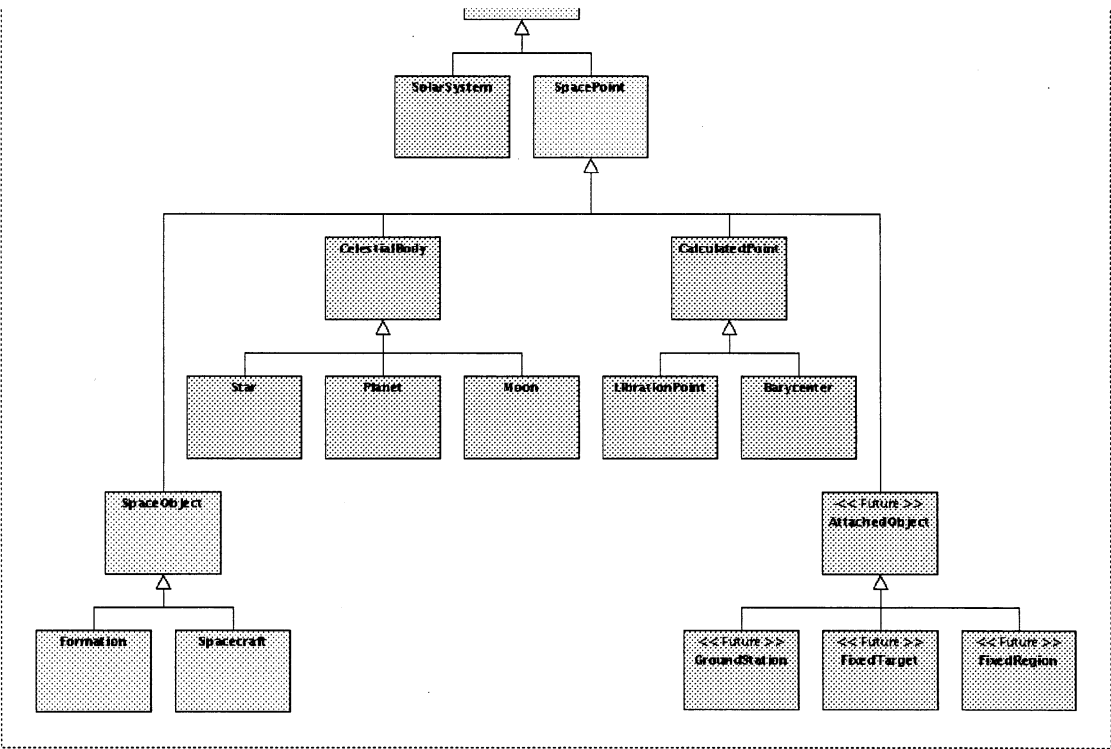 SolarSystem
SpacePoint
CelestialBody
CalculatedPoint
Star
Planet
Moon
LibrationPoint
Barycenter
SpaceObject
<< Future >>
AttachedObject
Formation
Spacecraft
<< Future >>
GroundStation
<< Future >>
FixedTarget
<< Future >>
FixedRegion